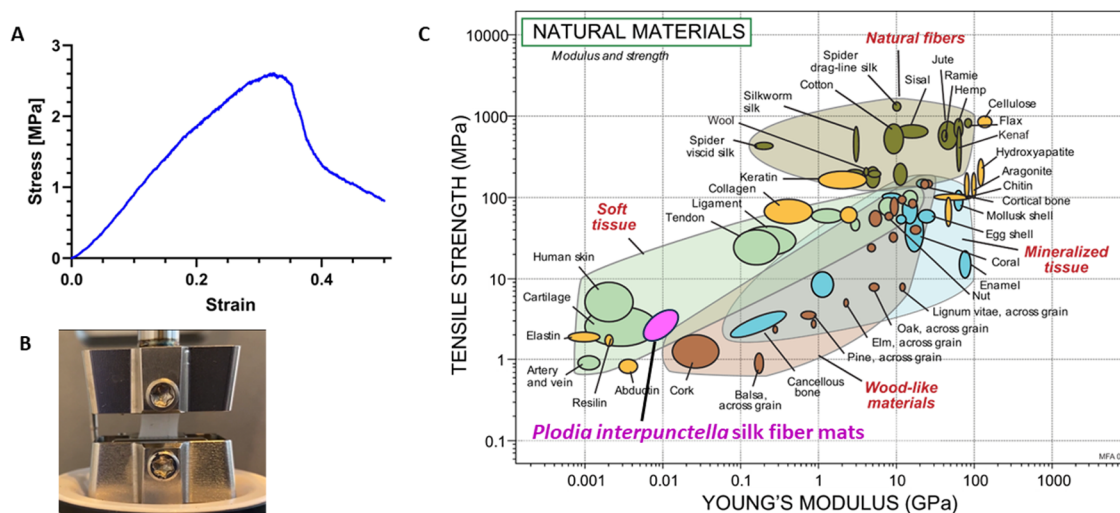 A
3
2
1
0
Stress [MPa]
0.0
0.2
0.4
Strain
B
C
NATURAL MATERIALS
Modulus and strength
TENSILE STRENGTH (MPa)
10000
1000
100
10
1
0.1
Natural fibers
Spider
drag-line silk
Cotton
Sisal
Jute
Ramie
Hemp
Cellulose
Flax
Kenaf
Hydroxyapatite
Aragonite
Chitin
Cortical bone
Mollusk shell
Egg shell
Mineralized
tissue
Coral
Enamel
Nut
Lignum vitae, across grain
Oak, across grain
Elm, across grain
Pine, across grain
Silkworm
silk
Wool
Spider
viscid silk
Keratin
Collagen
Ligament
Tendon
Soft
tissue
Human skin
Cartilage
Elastin
Artery
and vein
Resilin
Abductin
Cork
Balsa,
across grain
Cancellous
bone
Wood-like
materials
Plodia interpunctella silk fiber mats
0.001
0.01
0.1
1
10
100
1000
YOUNG'S MODULUS (GPa)